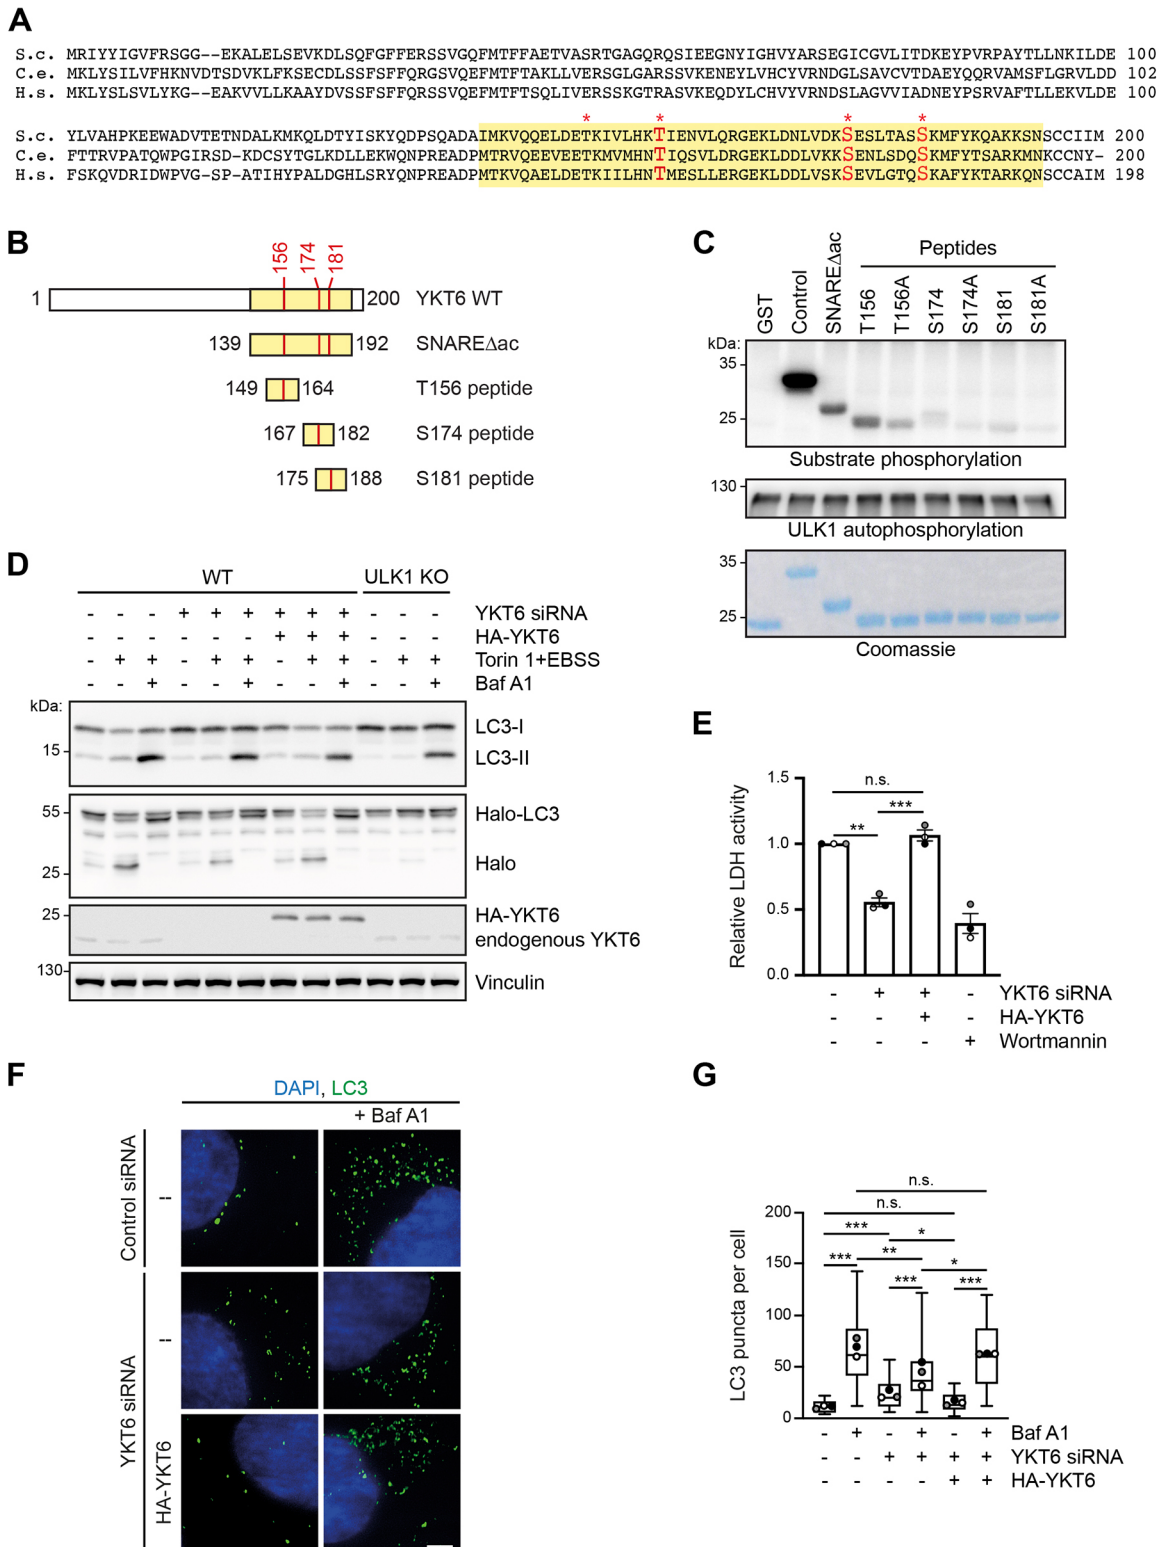 A
S.c. MRIYYIGVFRSGG--EKALELSEVKDLSQFGFFERSSVGQFMTFFAETVASRTGAGQRQSIEEGNYIGHVYARSEGICGVLITDKEYPVRPAYTLLNKILDE 100
C.e. MKLYSILVFHKNVDTSDVKLFKSECDLSSFSFFQRGSVQEFMTFTAKLLVERSGLGARSSVKENEYLVHCYVRNDGLSAVCVTDAEYQQRVAMSFLGRVLDD 102
H.s. MKLYSLSVLYKG--EAKVVLLKAAYDVSSFSFFQRSSVQEFMTFTSQLIVERSSKGTRASVKEQDYLCHVYVRNDSLAGVVIADNEYPSRVAFTLLEKVLDE 100
* * * *
S.c. YLVAHPKEEWADVTETNDALKMKQLDTYISKYQDPSQADAIMKVQQELDETKIVLHKTIENVLQRGEKLDNLVDKSESLTASSKMFYKQAKKSNSCCIIM 200
C.e. FTTRVPATQWPGIRSD-KDCSYTGLKDLLEKWQNPREADPMTRVQEEVEETKMVMHNTIQSVLDRGEKLDDLVKKSENLSDQSKMFYTSARKMNKCCNY- 200
H.s. FSKQVDRIDWPVG-SP-ATIHYPALDGHLSRYQNPREADPMTKVQAELDETKIILHNTMESLLERGEKLDDLVSKSEVLGTQSKAFYKTARKQNSCCAIM 198
B
156 174 181
1 200 YKT6 WT
139 192 SNAREΔac
149 164 T156 peptide
167 182 S174 peptide
175 188 S181 peptide
C
Peptides
GST Control SNAREΔac T156 T156A S174 S174A S181 S181A
kDa:
35
25
Substrate phosphorylation
130
ULK1 autophosphorylation
35
25
Coomassie
D
WT ULK1 KO
- - - + + + + + + - - - YKT6 siRNA
- - - - - - + + + - - - HA-YKT6
- + + - + + - + + - + + Torin 1+EBSS
- - + - - + - - + - - + Baf A1
kDa:
LC3-I
15
LC3-II
55 Halo-LC3
Halo
25
25 HA-YKT6
endogenous YKT6
130
Vinculin
E
Relative LDH activity
1.5
1.0
0.5
0.0
n.s.
***
**
- + + - YKT6 siRNA
- - + - HA-YKT6
- - - + Wortmannin
F
DAPI, LC3
+ Baf A1
Control siRNA
--
YKT6 siRNA
--
HA-YKT6
G
LC3 puncta per cell
200
150
100
50
0
n.s.
n.s.
*** *
*** ** *
*** ***
- + - + - + Baf A1
- - + + + + YKT6 siRNA
- - - - + + HA-YKT6